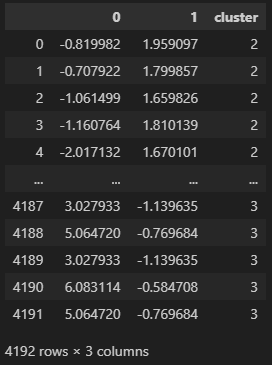 0 1 cluster
0 -0.819982 1.959097 2
1 -0.707922 1.799857 2
2 -1.061499 1.659826 2
3 -1.160764 1.810139 2
4 -2.017132 1.670101 2
... ... ... ...
4187 3.027933 -1.139635 3
4188 5.064720 -0.769684 3
4189 3.027933 -1.139635 3
4190 6.083114 -0.584708 3
4191 5.064720 -0.769684 3
4192 rows × 3 columns